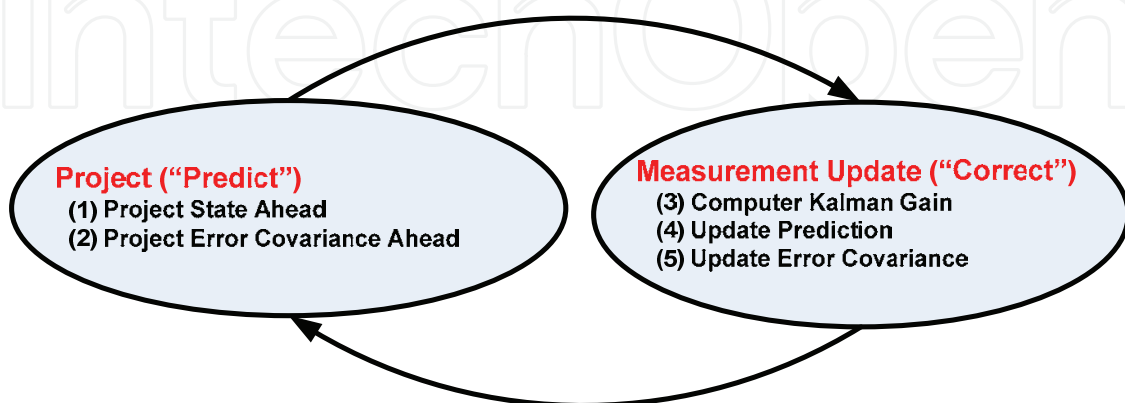 IntechOpen
Project (“Predict”)
(1) Project State Ahead
(2) Project Error Covariance Ahead
Measurement Update (“Correct”)
(3) Computer Kalman Gain
(4) Update Prediction
(5) Update Error Covariance